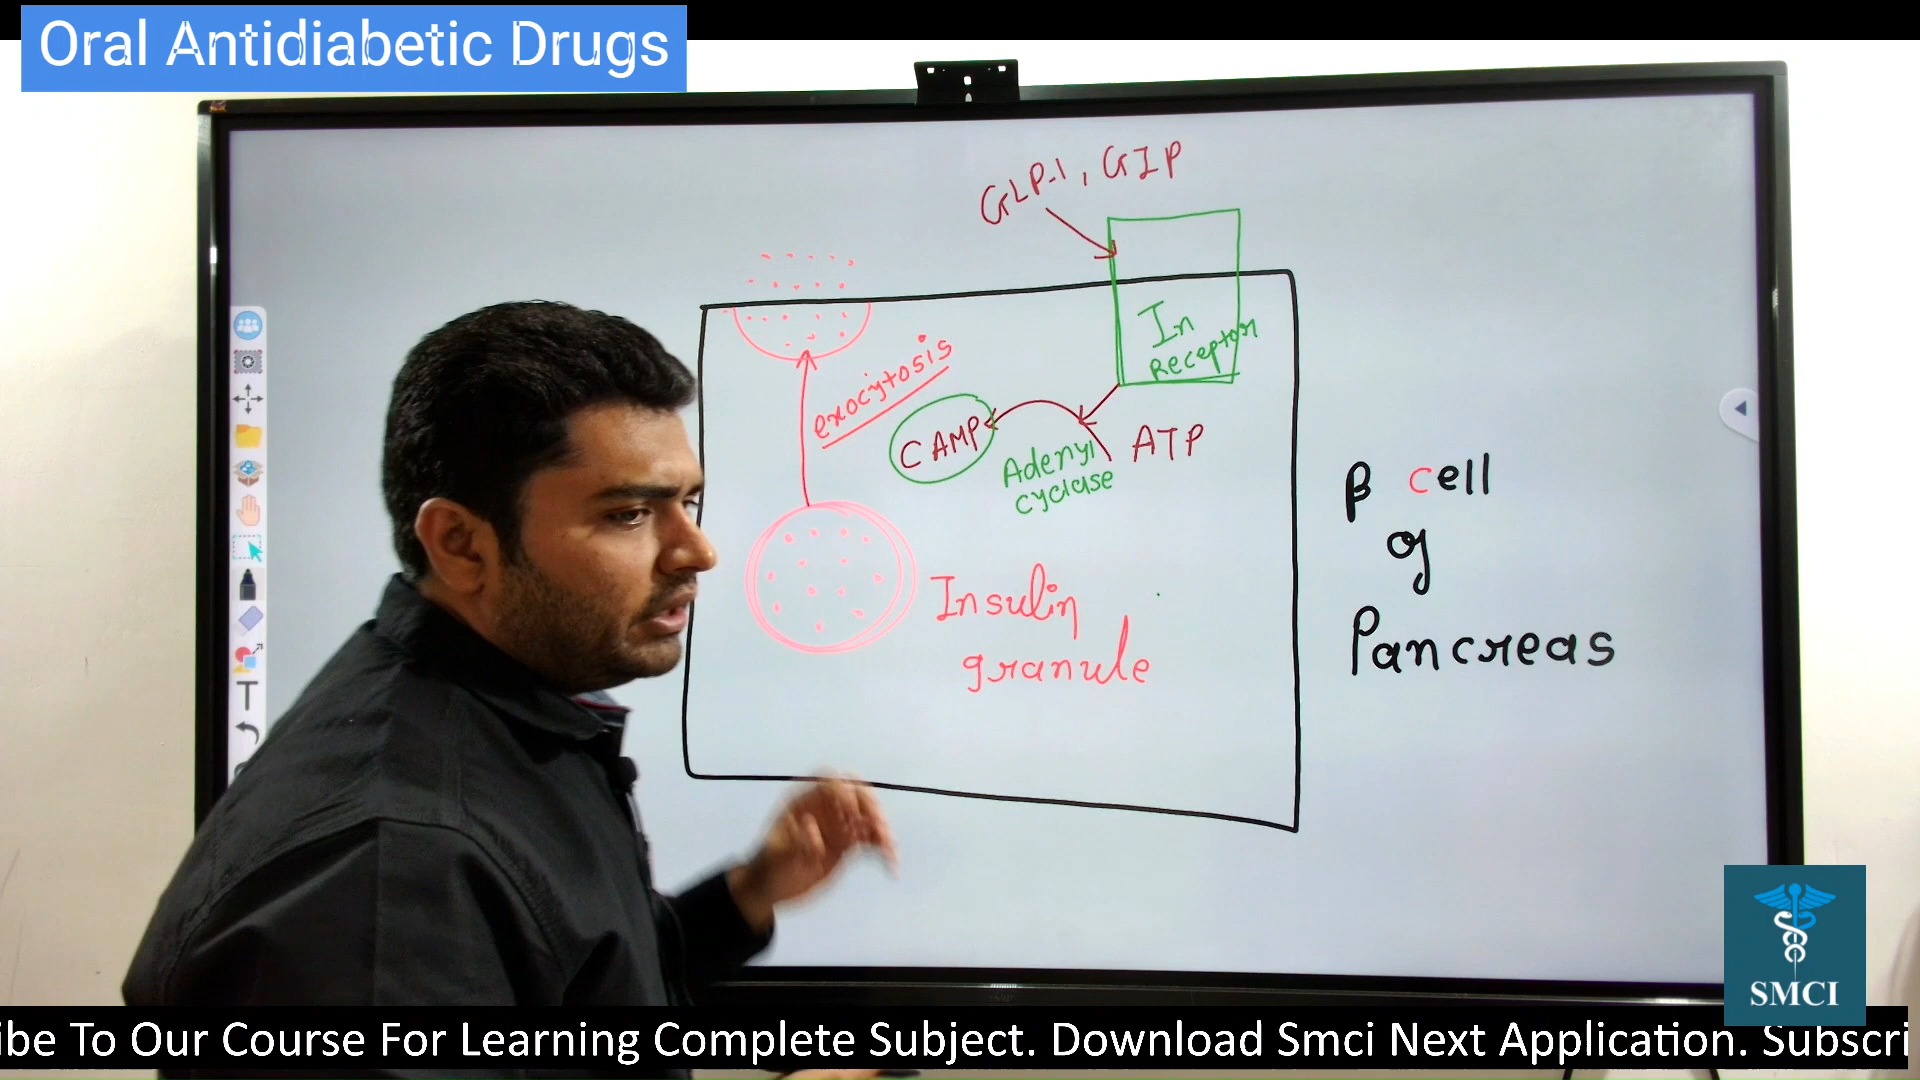 Oral Antidiabetic Drugs
GLP-1, GIP
In
Receptor
exocytosis
CAMP
Adenyl
cyclase
ATP
β cell
of
Pancreas
Insulin
granule
T
SMCI
ibe To Our Course For Learning Complete Subject. Download Smci Next Application. Subscri